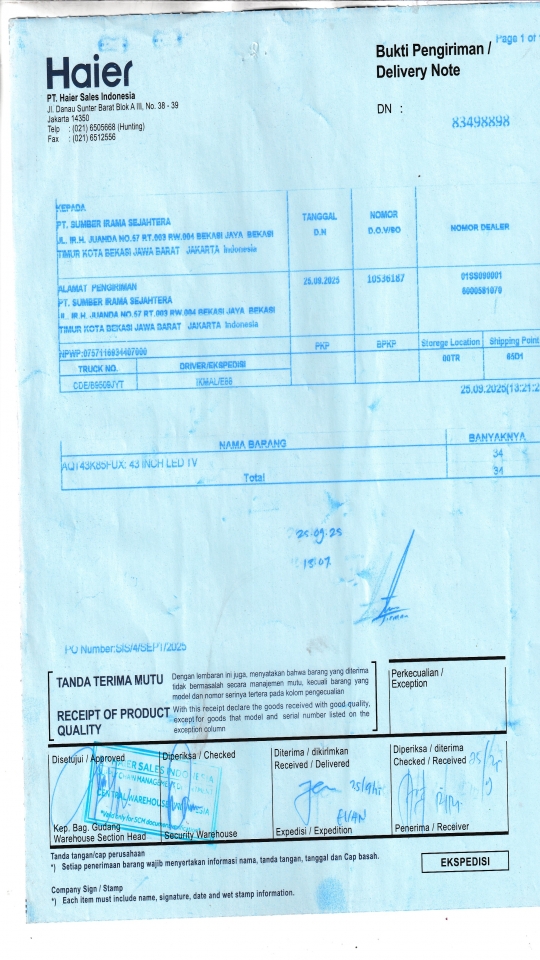 Page 1 of
Haier
Bukti Pengiriman /
Delivery Note
PT. Haier Sales Indonesia
Jl. Danau Sunter Barat Blok A III, No. 38 - 39
Jakarta 14350
Telp : (021) 6505668 (Hunting)
Fax : (021) 6512556
DN :
83498898
KEPADA
PT. SUMBER IRAMA SEJAHTERA
JL. IR.H. JUANDA NO.57 RT.003 RW.004 BEKASI JAYA BEKASI
TIMUR KOTA BEKASI JAWA BARAT JAKARTA Indonesia
TANGGAL
D.N
NOMOR
D.O.V/SO
NOMOR DEALER
ALAMAT PENGIRIMAN
PT. SUMBER IRAMA SEJAHTERA
JL. IR.H. JUANDA NO.57 RT.003 RW.004 BEKASI JAYA BEKASI
TIMUR KOTA BEKASI JAWA BARAT JAKARTA Indonesia
25.09.2025
10536187
PKP
BPKP
Storege Location
Shipping Point
00TR
65D1
TRUCK NO.
DRIVER/EKSPEDISI
IKMAL/E88
NAMA BARANG
BANYAKNYA
AQT43K85FUX: 43 INCH LED TV
34
Total
34
25.09.25
PO Number:SIS/4/SEPT/2025
TANDA TERIMA MUTU
Dengan lembaran ini juga, menyatakan bahwa barang yang diterima
tidak bermasalah secara manajemen mutu, kecuali barang yang
model dan nomor serinya tertera pada kolom pengecualian
RECEIPT OF PRODUCT
QUALITY
With this receipt declare the goods received with good quality,
except for goods that model and serial number listed on the
exception column
Perkecualian /
Exception
Disetujui / Approved
Diperiksa / Checked
Diterima / dikirimkan
Received / Delivered
Diperiksa / diterima
Checked / Received
CENTRAL WAREHOUSE
EVAN
Kep. Bag. Gudang
Warehouse Section Head
Security Warehouse
Expedisi / Expedition
Penerima / Receiver
Tanda tangan/cap perusahaan
*) Setiap penerimaan barang wajib menyertakan informasi nama, tanda tangan, tanggal dan Cap basah.
EKSPEDISI
Company Sign / Stamp
*) Each item must include name, signature, date and wet stamp information.